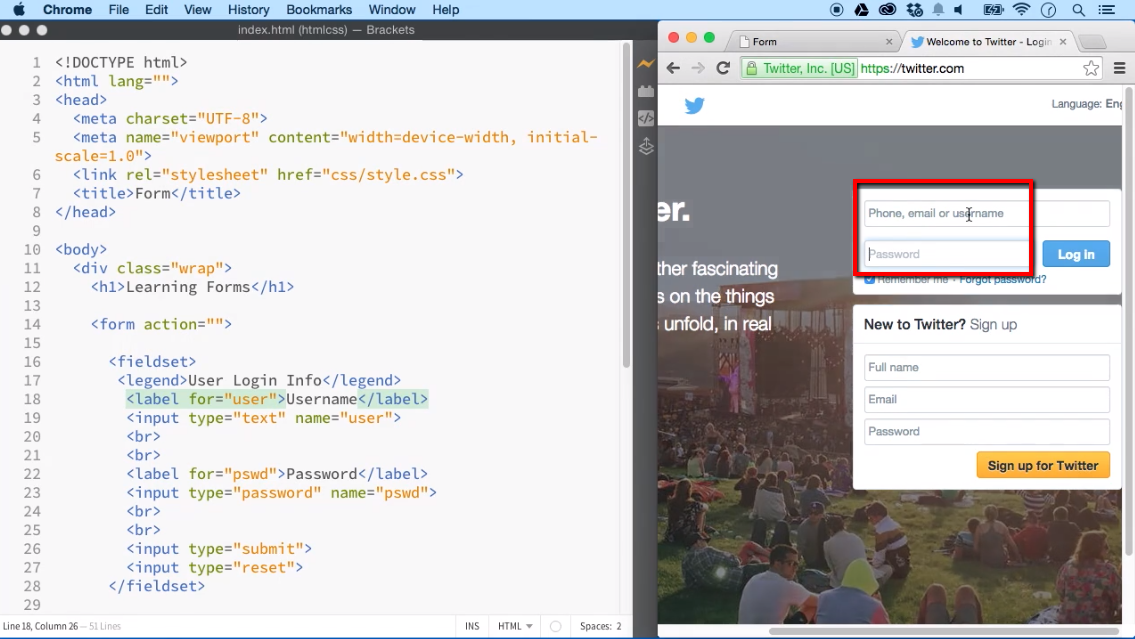 Chrome File Edit View History Bookmarks Window Help
index.html (htmlcss) — Brackets
1 <!DOCTYPE html>
2 <html lang="">
3 <head>
4 <meta charset="UTF-8">
5 <meta name="viewport" content="width=device-width, initial-
scale=1.0">
6 <link rel="stylesheet" href="css/style.css">
7 <title>Form</title>
8 </head>
9
10 <body>
11 <div class="wrap">
12 <h1>Learning Forms</h1>
13
14 <form action="">
15
16 <fieldset>
17 <legend>User Login Info</legend>
18 <label for="user">Username</label>
19 <input type="text" name="user">
20 <br>
21 <br>
22 <label for="pswd">Password</label>
23 <input type="password" name="pswd">
24 <br>
25 <br>
26 <input type="submit">
27 <input type="reset">
28 </fieldset>
29
Line 18, Column 26 — 51 Lines
INS HTML Spaces: 2
Form
Welcome to Twitter - Login
Twitter, Inc. [US] https://twitter.com
Language: Eng
er.
ther fascinating
s on the things
unfold, in real
Phone, email or username
Password
Log in
Remember me · Forgot password?
New to Twitter? Sign up
Full name
Email
Password
Sign up for Twitter